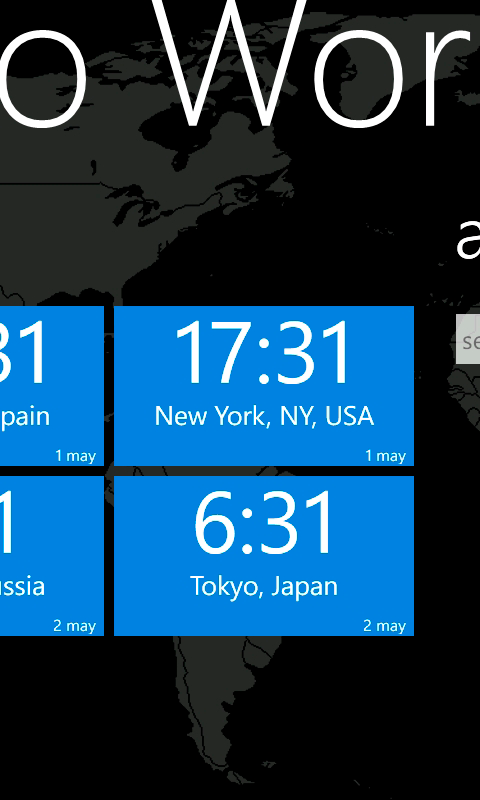 o Wor
a
31 17:31
se
pain New York, NY, USA
1 may 1 may
1 6:31
ussia Tokyo, Japan
2 may 2 may